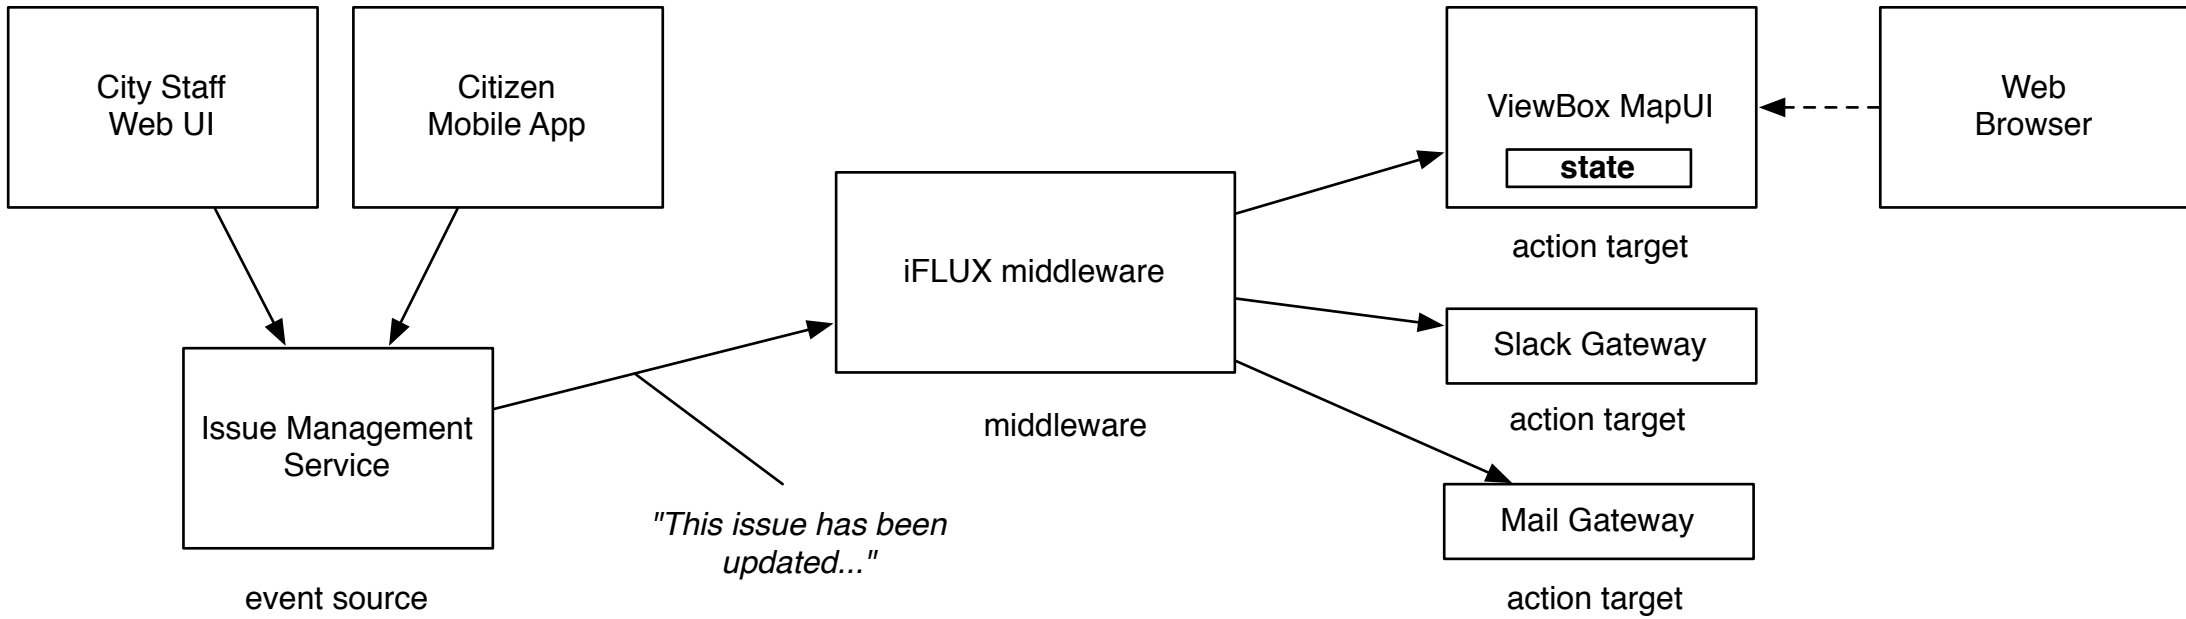 City Staff
Web UI
Citizen
Mobile App
ViewBox MapUI
state
Web
Browser
action target
iFLUX middleware
middleware
Slack Gateway
action target
Issue Management
Service
event source
"This issue has been
updated..."
Mail Gateway
action target